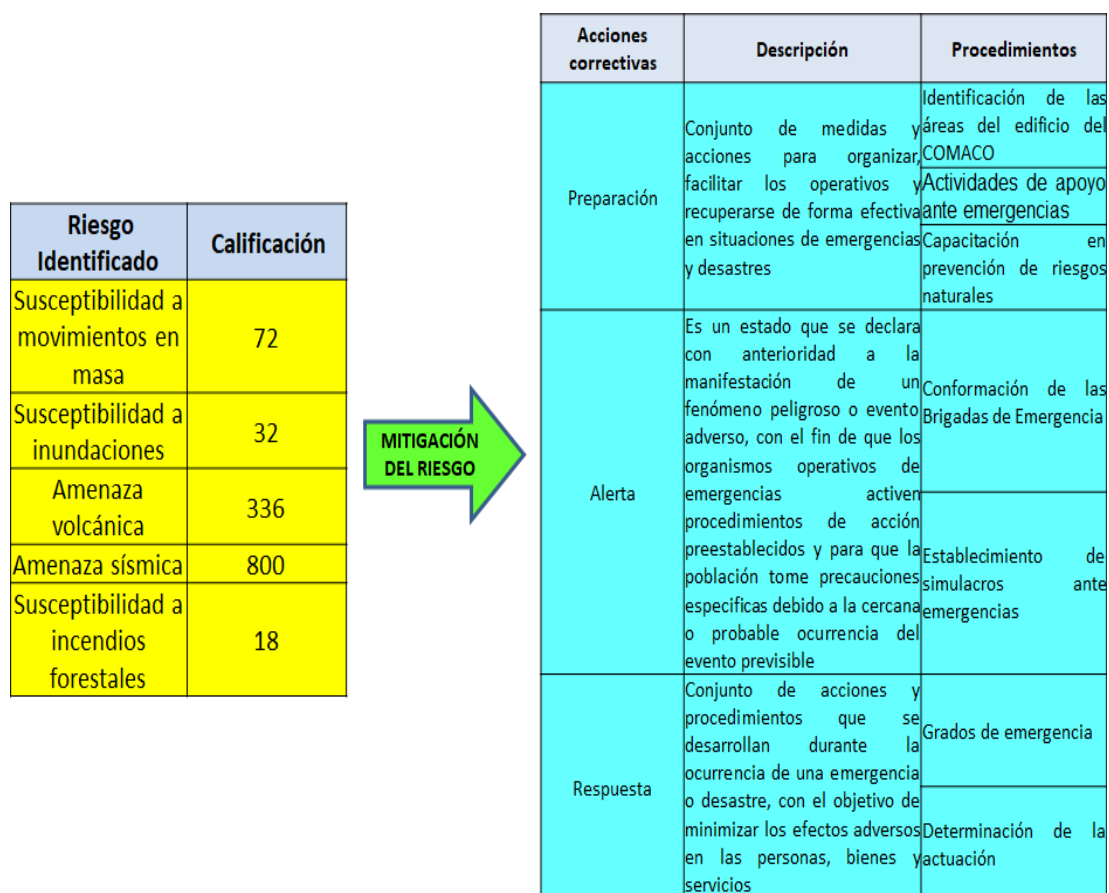 Riesgo
Identificado
Calificación
Susceptibilidad a
movimientos en
masa
72
Susceptibilidad a
inundaciones
32
Amenaza
volcánica
336
Amenaza sísmica
800
Susceptibilidad a
incendios
forestales
18
MITIGACIÓN
DEL RIESGO
Acciones
correctivas
Descripción
Procedimientos
Preparación
Conjunto de medidas y
acciones para organizar,
facilitar los operativos y
recuperarse de forma efectiva
en situaciones de emergencias
y desastres
Identificación de las
áreas del edificio del
COMACO
Actividades de apoyo
ante emergencias
Capacitación en
prevención de riesgos
naturales
Alerta
Es un estado que se declara
con anterioridad a la
manifestación de un
fenómeno peligroso o evento
adverso, con el fin de que los
organismos operativos de
emergencias activen
procedimientos de acción
preestablecidos y para que la
población tome precauciones
especificas debido a la cercana
o probable ocurrencia del
evento previsible
Conformación de las
Brigadas de Emergencia
Establecimiento de
simulacros ante
emergencias
Respuesta
Conjunto de acciones y
procedimientos que se
desarrollan durante la
ocurrencia de una emergencia
o desastre, con el objetivo de
minimizar los efectos adversos
en las personas, bienes y
servicios
Grados de emergencia
Determinación de la
actuación